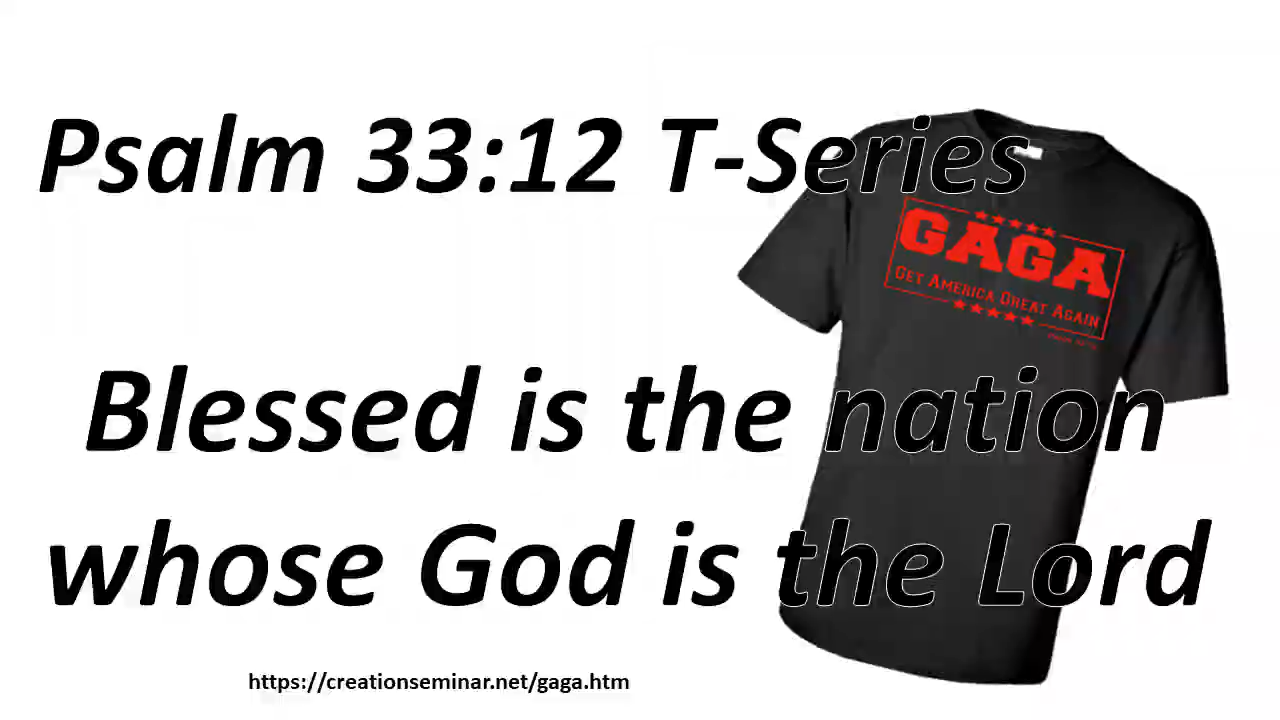 Psalm 33:12 T-Series
GAGA
GET AMERICA GREAT AGAIN
Blessed is the nation
whose God is the Lord
https://creationseminar.net/gaga.htm